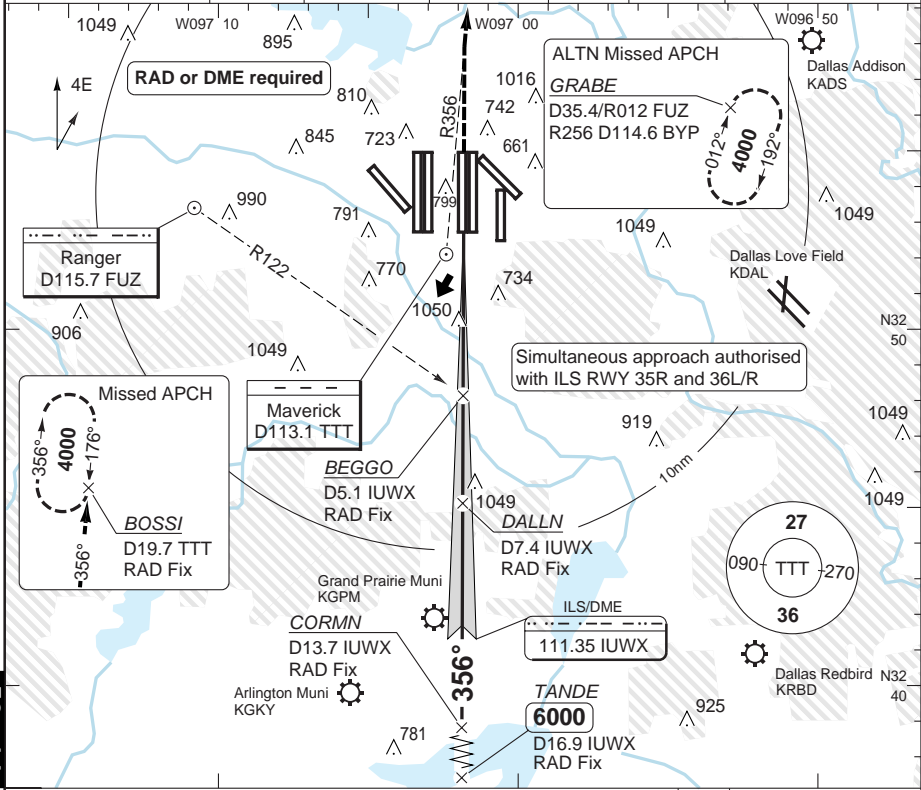 1049
W097 10
895
W097 00
W096 50
Dallas Addison
KADS
4E
RAD or DME required
810
723
845
R356
742
1016
661
ALTN Missed APCH
GRABE
D35.4/R012 FUZ
R256 D114.6 BYP
012°
4000
192°
990
791
799
1049
1049
Ranger
D115.7 FUZ
R122
770
734
Dallas Love Field
KDAL
906
1050
N32
50
1049
Simultaneous approach authorised
with ILS RWY 35R and 36L/R
Missed APCH
356°
4000
176°
BOSSI
D19.7 TTT
RAD Fix
356°
Maverick
D113.1 TTT
919
1049
10nm
BEGGO
D5.1 IUWX
RAD Fix
1049
1049
DALLN
D7.4 IUWX
RAD Fix
27
090
TTT
270
36
Grand Prairie Muni
KGPM
ILS/DME
111.35 IUWX
CORMN
D13.7 IUWX
RAD Fix
356°
Dallas Redbird
KRBD
N32
40
Arlington Muni
KGKY
TANDE
6000
D16.9 IUWX
RAD Fix
925
781